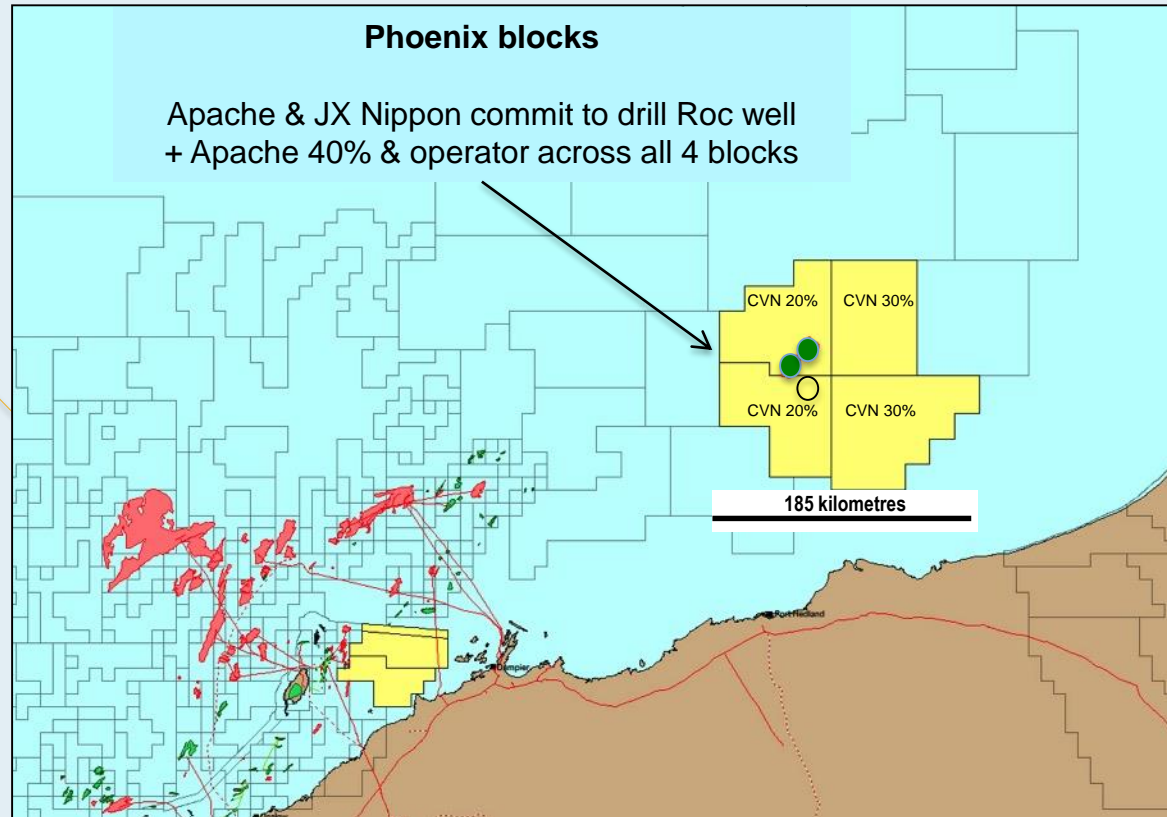 Phoenix blocks
Apache & JX Nippon commit to drill Roc well
+ Apache 40% & operator across all 4 blocks
CVN 20%
CVN 30%
CVN 20%
CVN 30%
185 kilometres
Port Hedland
Dampier